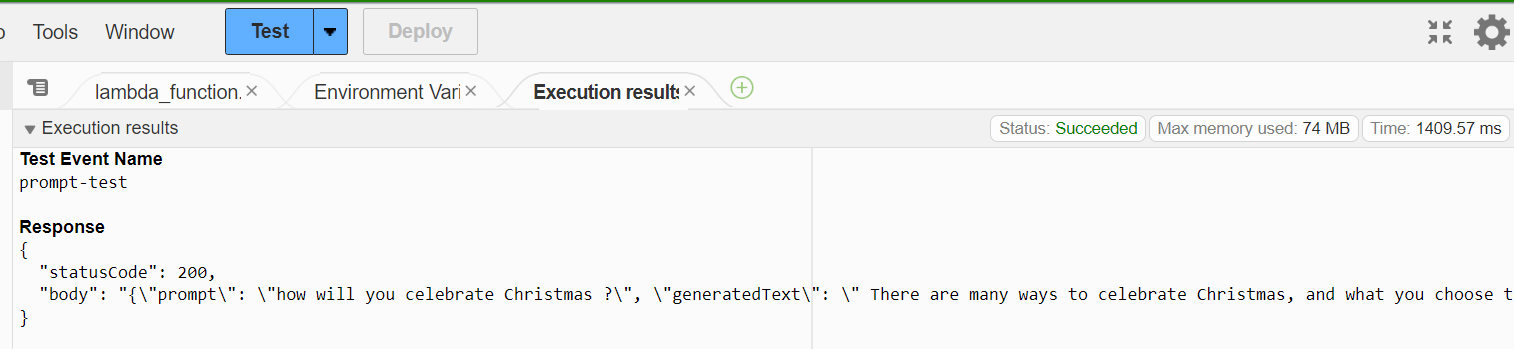 Tools Window Test Deploy
lambda_function. Environment Vari Execution results
Execution results Status: Succeeded Max memory used: 74 MB Time: 1409.57 ms
Test Event Name
prompt-test
Response
{
"statusCode": 200,
"body": "{\"prompt\": \"how will you celebrate Christmas ?\", \"generatedText\": \" There are many ways to celebrate Christmas, and what you choose t
}